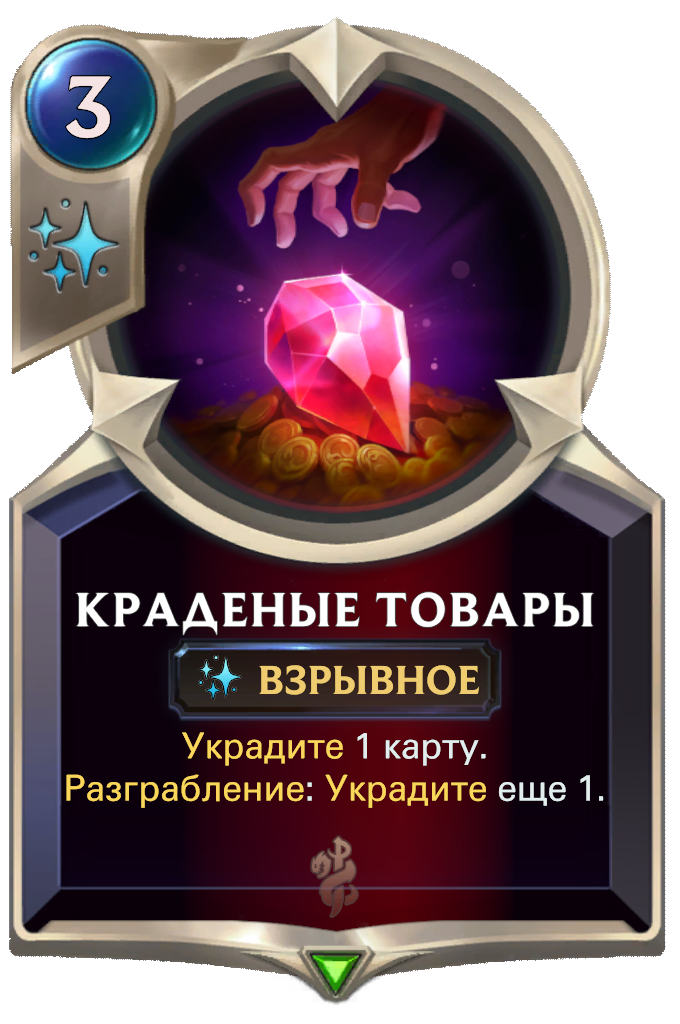 3
КРАДЕНЫЕ ТОВАРЫ
ВЗРЫВНОЕ
Украдите 1 карту.
Разграбление: Украдите еще 1.